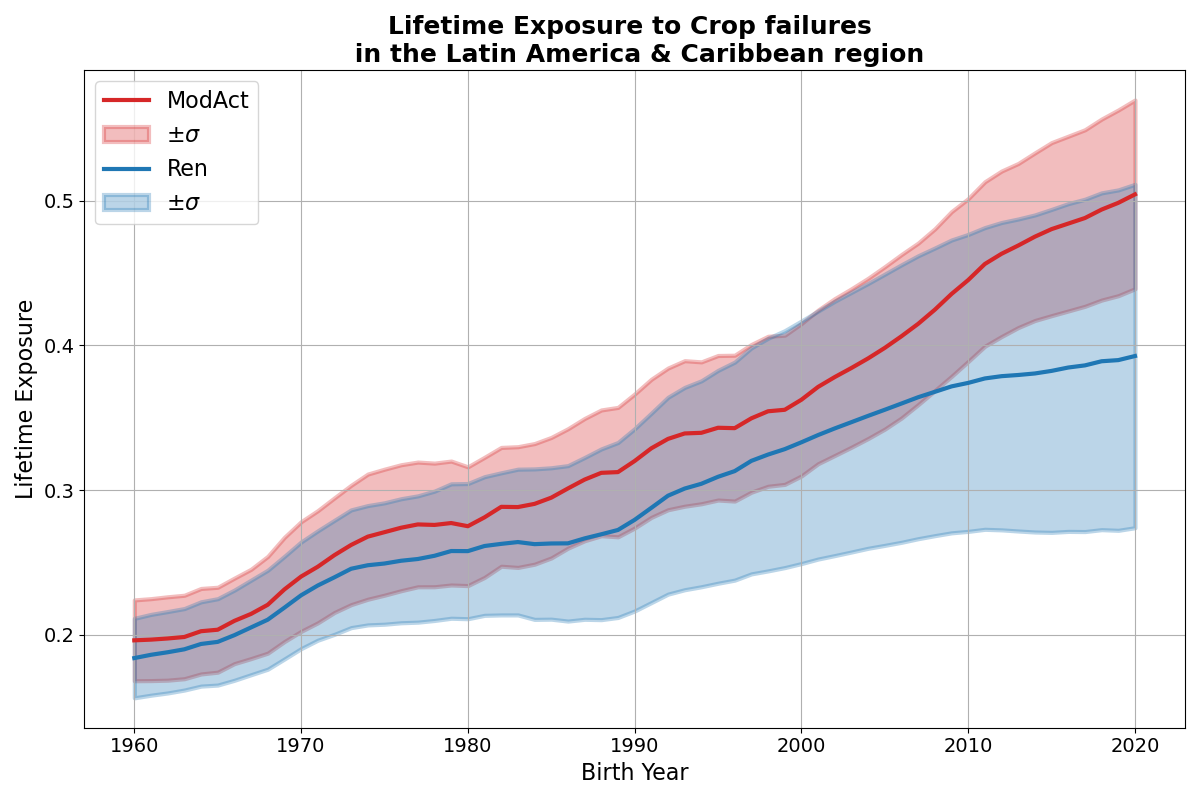 Lifetime Exposure to Crop failures
in the Latin America & Caribbean region
ModAct
±σ
Ren
±σ
Lifetime Exposure
0.5
0.4
0.3
0.2
1960 1970 1980 1990 2000 2010 2020
Birth Year